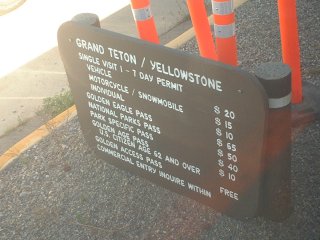 GRAND TETON / YELLOWSTONE
SINGLE VISIT 1 - 7 DAY PERMIT
VEHICLE $ 20
MOTORCYCLE / SNOWMOBILE $ 15
INDIVIDUAL $ 10
GOLDEN EAGLE PASS $ 65
NATIONAL PARKS PASS $ 50
PARK SPECIFIC PASS $ 40
GOLDEN AGE PASS $ 10
U.S. CITIZEN AGE 62 AND OVER
GOLDEN ACCESS PASS FREE
COMMERCIAL ENTRY INQUIRE WITHIN